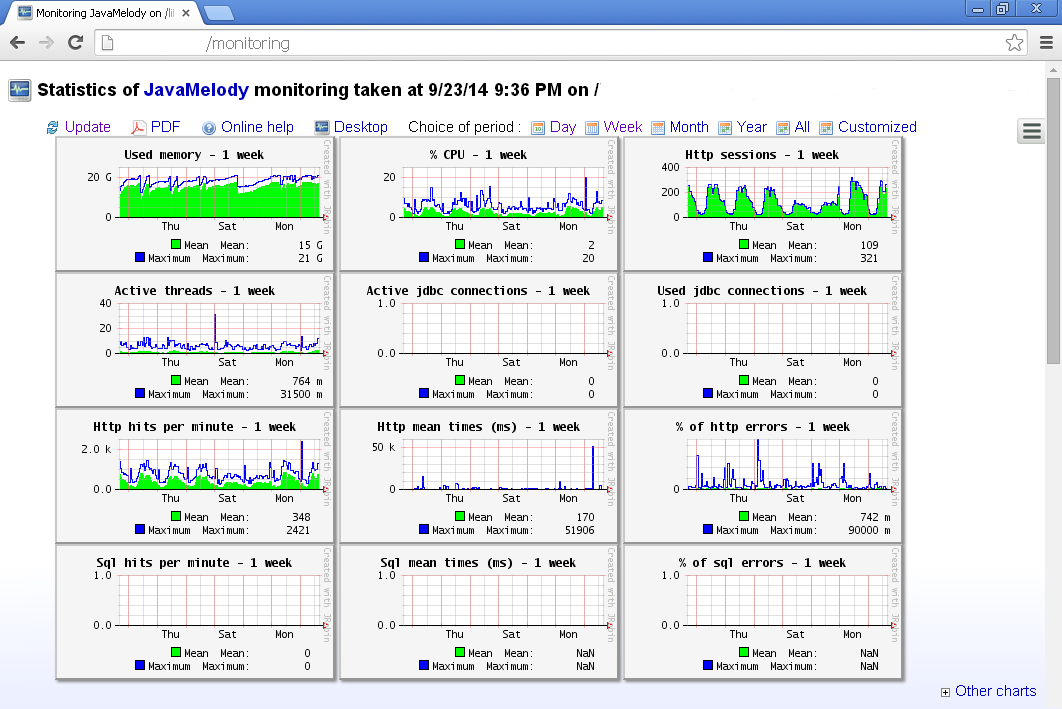 Monitoring JavaMelody on /li
/monitoring
Statistics of JavaMelody monitoring taken at 9/23/14 9:36 PM on /
Update PDF Online help Desktop Choice of period : Day Week Month Year All Customized
Used memory - 1 week
20 G
0
Thu Sat Mon
Mean Mean: 15 G
Maximum Maximum: 21 G
Created with JRobin
% CPU - 1 week
20
0
Thu Sat Mon
Mean Mean: 2
Maximum Maximum: 20
Created with JRobin
Http sessions - 1 week
400
200
0
Thu Sat Mon
Mean Mean: 109
Maximum Maximum: 321
Created with JRobin
Active threads - 1 week
40
20
0
Thu Sat Mon
Mean Mean: 764 m
Maximum Maximum: 31500 m
Created with JRobin
Active jdbc connections - 1 week
1.0
0.0
Thu Sat Mon
Mean Mean: 0
Maximum Maximum: 0
Created with JRobin
Used jdbc connections - 1 week
1.0
0.0
Thu Sat Mon
Mean Mean: 0
Maximum Maximum: 0
Created with JRobin
Http hits per minute - 1 week
2.0 k
0.0
Thu Sat Mon
Mean Mean: 348
Maximum Maximum: 2421
Created with JRobin
Http mean times (ms) - 1 week
50 k
0
Thu Sat Mon
Mean Mean: 170
Maximum Maximum: 51906
Created with JRobin
% of http errors - 1 week
0
Thu Sat Mon
Mean Mean: 742 m
Maximum Maximum: 90000 m
Created with JRobin
Sql hits per minute - 1 week
1.0
0.0
Thu Sat Mon
Mean Mean: 0
Maximum Maximum: 0
Created with JRobin
Sql mean times (ms) - 1 week
1.0
0.0
Thu Sat Mon
Mean Mean: NaN
Maximum Maximum: NaN
Created with JRobin
% of sql errors - 1 week
1.0
0.0
Thu Sat Mon
Mean Mean: NaN
Maximum Maximum: NaN
Created with JRobin
Other charts